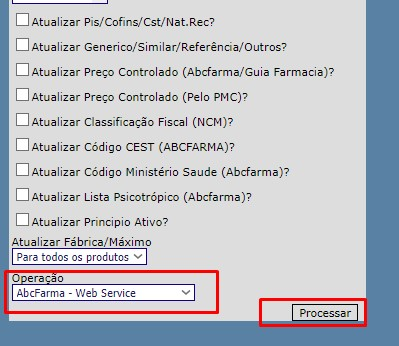 Atualizar Pis/Cofins/Cst/Nat.Rec?
Atualizar Generico/Similar/Referência/Outros?
Atualizar Preço Controlado (Abcfarma/Guia Farmacia)?
Atualizar Preço Controlado (Pelo PMC)?
Atualizar Classificação Fiscal (NCM)?
Atualizar Código CEST (ABCFARMA)?
Atualizar Código Ministério Saude (Abcfarma)?
Atualizar Lista Psicotrópico (Abcfarma)?
Atualizar Principio Ativo?
Atualizar Fábrica/Máximo
Para todos os produtos
Operação
AbcFarma - Web Service
Processar